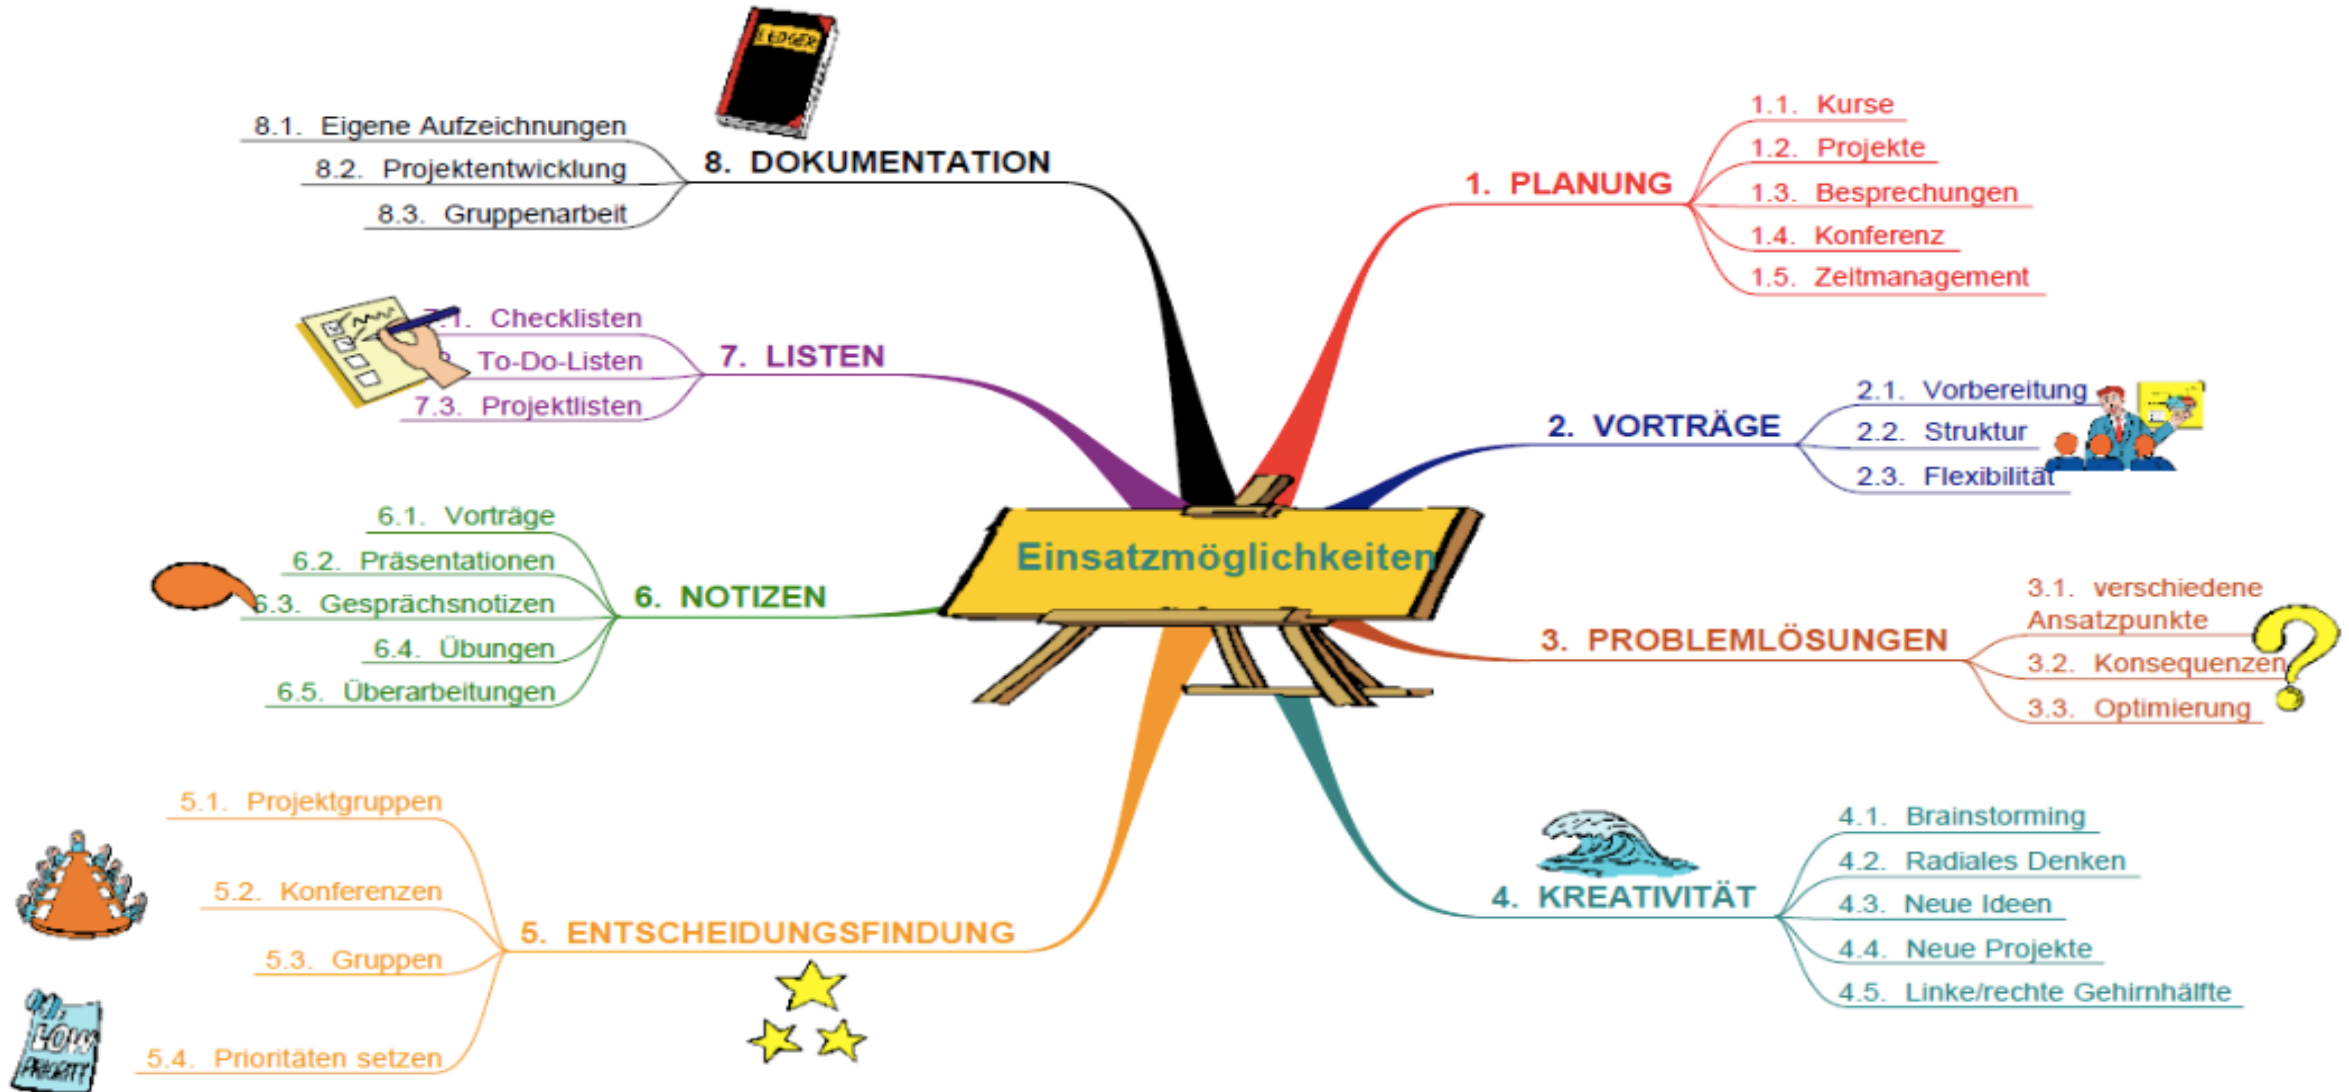 Einsatzmöglichkeiten
1. PLANUNG
1.1. Kurse
1.2. Projekte
1.3. Besprechungen
1.4. Konferenz
1.5. Zeitmanagement
2. VORTRÄGE
2.1. Vorbereitung
2.2. Struktur
2.3. Flexibilität
3. PROBLEMLÖSUNGEN
3.1. verschiedene
Ansatzpunkte
3.2. Konsequenzen
3.3. Optimierung
4. KREATIVITÄT
4.1. Brainstorming
4.2. Radiales Denken
4.3. Neue Ideen
4.4. Neue Projekte
4.5. Linke/rechte Gehirnhälfte
5. ENTSCHEIDUNGSFINDUNG
5.1. Projektgruppen
5.2. Konferenzen
5.3. Gruppen
5.4. Prioritäten setzen
LOW
PRIORITY
6. NOTIZEN
6.1. Vorträge
6.2. Präsentationen
6.3. Gesprächsnotizen
6.4. Übungen
6.5. Überarbeitungen
7. LISTEN
7.1. Checklisten
To-Do-Listen
7.3. Projektlisten
8. DOKUMENTATION
8.1. Eigene Aufzeichnungen
8.2. Projektentwicklung
8.3. Gruppenarbeit
LEDGER